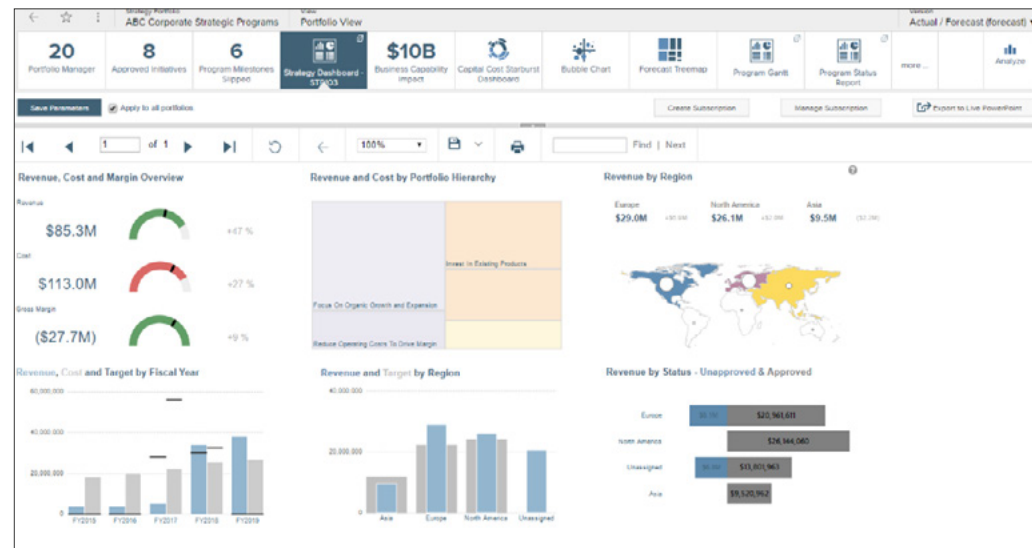 Strategy Portfolio
ABC Corporate Strategic Programs
View
Portfolio View
Version
Actual / Forecast (forecast)
20
Portfolio Manager
8
Approved Initiatives
6
Program Milestones Slipped
Strategy Dashboard -
$10B
Business Capability Impact
Capital Cost Starburst Dashboard
Bubble Chart
Forecast Treemap
Program Gantt
Program Status Report
more ...
Analyze
Save Parameters
Apply to all portfolios
Create Subscription
Manage Subscription
Export to Live PowerPoint
1 of 1
100%
Find | Next
Revenue, Cost and Margin Overview
Revenue
$85.3M
+47 %
Cost
$113.0M
+27 %
Gross Margin
($27.7M)
+9 %
Revenue and Cost by Portfolio Hierarchy
Invest In Existing Products
Focus On Organic Growth and Expansion
Reduce Operating Costs To Drive Margin
Revenue by Region
Europe
$29.0M
North America
$26.1M
Asia
$9.5M
Revenue, Cost and Target by Fiscal Year
60,000,000
40,000,000
20,000,000
0
FY2015
FY2016
FY2017
FY2018
FY2019
Revenue and Target by Region
40,000,000
20,000,000
0
Asia
Europe
North America
Unassigned
Revenue by Status - Unapproved & Approved
Europe
$20,961,611
North America
$26,144,060
Unassigned
$13,801,963
Asia
$9,520,962